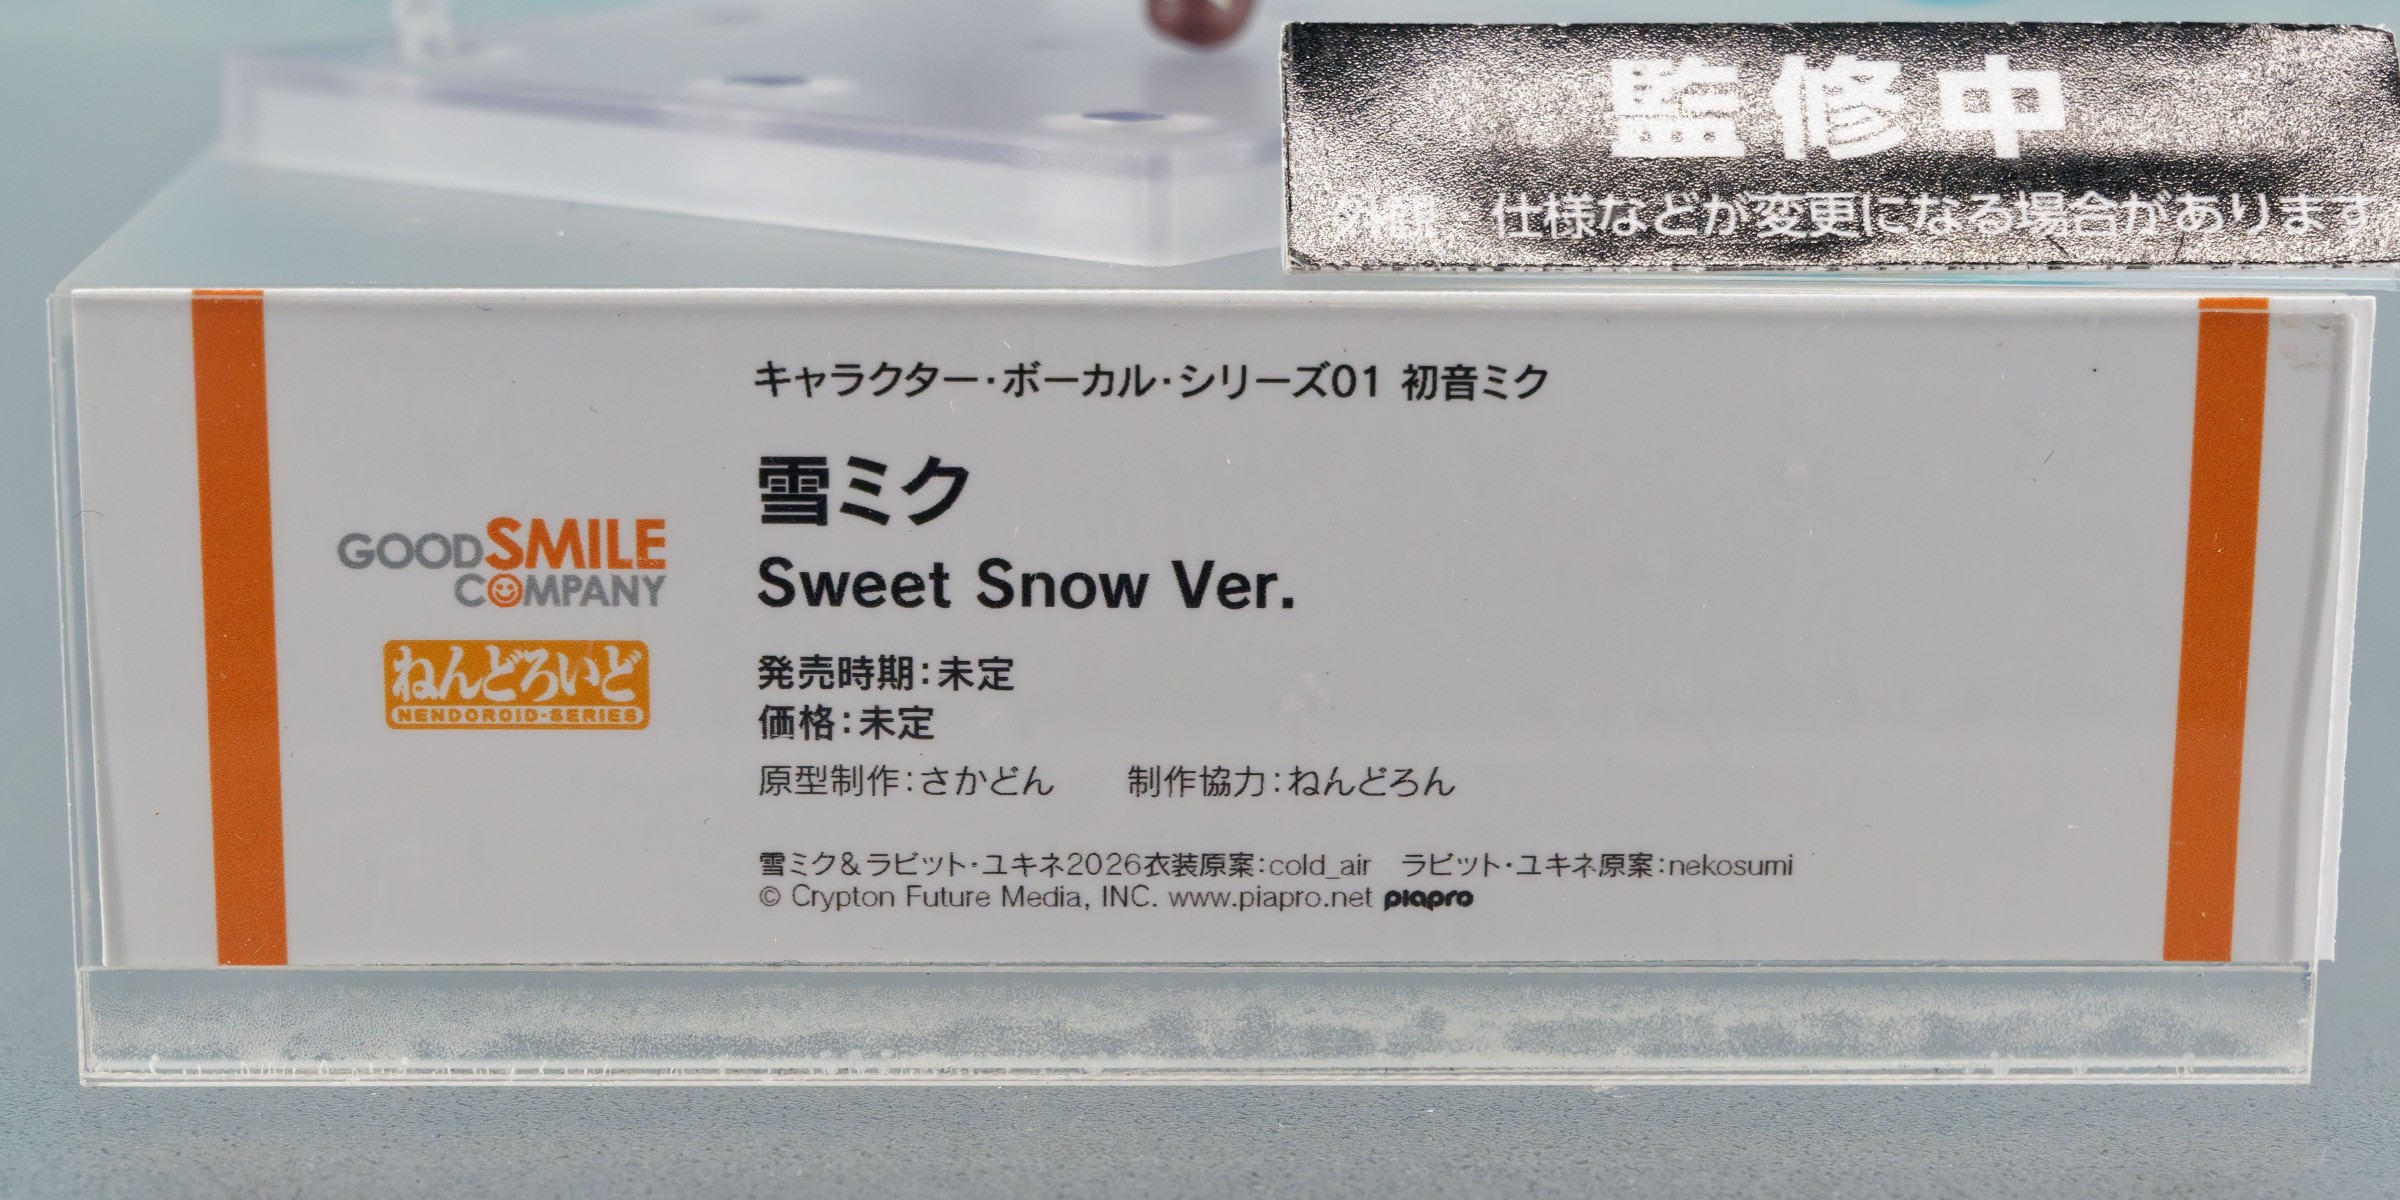 監修中
外観、仕様などが変更になる場合があります
キャラクター・ボーカル・シリーズ01 初音ミク
雪ミク
Sweet Snow Ver.
GOODSMILE
COMPANY
ねんどろいど
NENDOROID-SERIES
発売時期:未定
価格:未定
原型制作:さかどん 制作協力:ねんどろん
雪ミク&ラビット・ユキネ2026衣装原案:cold_air ラビット・ユキネ原案:nekosumi
© Crypton Future Media, INC. www.piapro.net piapro